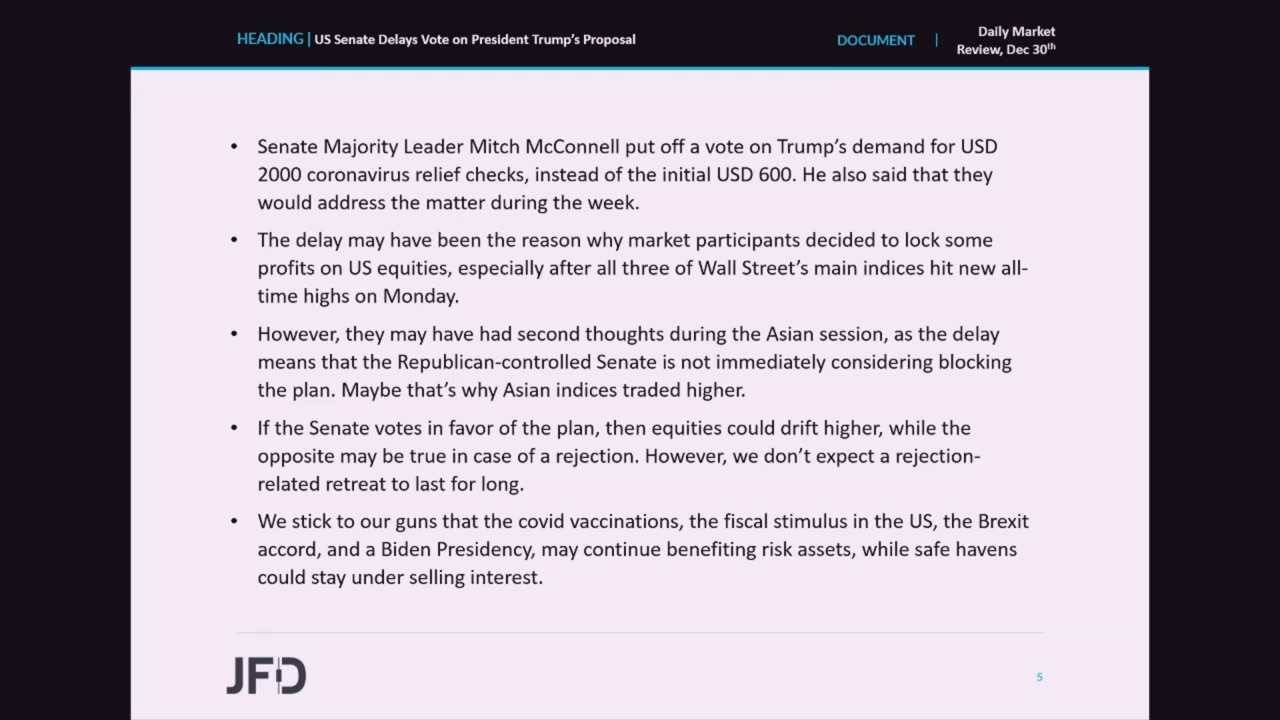 HEADING | US Senate Delays Vote on President Trump's Proposal
DOCUMENT | Daily Market
Review, Dec 30th
• Senate Majority Leader Mitch McConnell put off a vote on Trump's demand for USD
2000 coronavirus relief checks, instead of the initial USD 600. He also said that they
would address the matter during the week.
• The delay may have been the reason why market participants decided to lock some
profits on US equities, especially after all three of Wall Street's main indices hit new all-
time highs on Monday.
• However, they may have had second thoughts during the Asian session, as the delay
means that the Republican-controlled Senate is not immediately considering blocking
the plan. Maybe that's why Asian indices traded higher.
• If the Senate votes in favor of the plan, then equities could drift higher, while the
opposite may be true in case of a rejection. However, we don't expect a rejection-
related retreat to last for long.
• We stick to our guns that the covid vaccinations, the fiscal stimulus in the US, the Brexit
accord, and a Biden Presidency, may continue benefiting risk assets, while safe havens
could stay under selling interest.
JFD
5